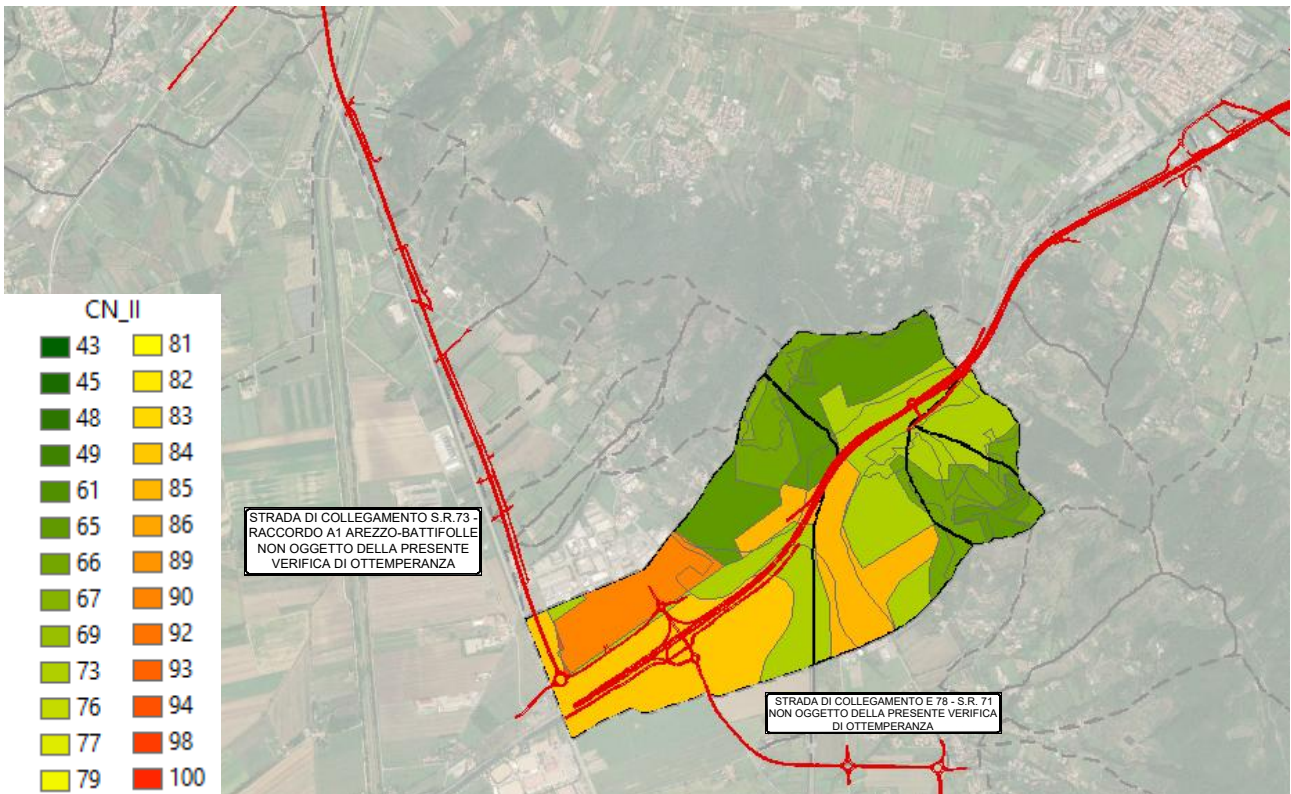 CN_II
43 81
45 82
48 83
49 84
61 85
65 86
66 89
67 90
69 92
73 93
76 94
77 98
79 100
STRADA DI COLLEGAMENTO S.R.73 -
RACCORDO A1 AREZZO-BATTIFOLLE
NON OGGETTO DELLA PRESENTE
VERIFICA DI OTTEMPERANZA
STRADA DI COLLEGAMENTO E 78 - S.R. 71
NON OGGETTO DELLA PRESENTE VERIFICA
DI OTTEMPERANZA